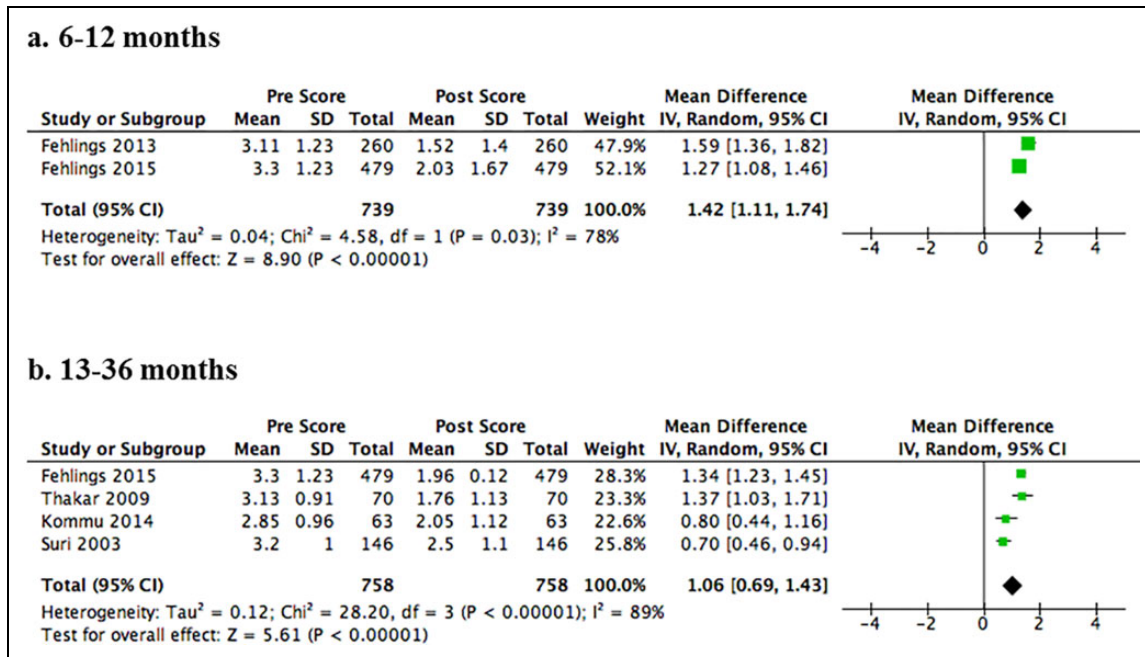 a. 6-12 months
Pre Score Post Score Mean Difference Mean Difference
Study or Subgroup Mean SD Total Mean SD Total Weight IV, Random, 95% CI IV, Random, 95% CI
Fehlings 2013 3.11 1.23 260 1.52 1.4 260 47.9% 1.59 [1.36, 1.82]
Fehlings 2015 3.3 1.23 479 2.03 1.67 479 52.1% 1.27 [1.08, 1.46]
Total (95% CI) 739 739 100.0% 1.42 [1.11, 1.74]
Heterogeneity: Tau² = 0.04; Chi² = 4.58, df = 1 (P = 0.03); I² = 78%
Test for overall effect: Z = 8.90 (P < 0.00001)
-4 -2 0 2 4
b. 13-36 months
Pre Score Post Score Mean Difference Mean Difference
Study or Subgroup Mean SD Total Mean SD Total Weight IV, Random, 95% CI IV, Random, 95% CI
Fehlings 2015 3.3 1.23 479 1.96 0.12 479 28.3% 1.34 [1.23, 1.45]
Thakar 2009 3.13 0.91 70 1.76 1.13 70 23.3% 1.37 [1.03, 1.71]
Kommu 2014 2.85 0.96 63 2.05 1.12 63 22.6% 0.80 [0.44, 1.16]
Suri 2003 3.2 1 146 2.5 1.1 146 25.8% 0.70 [0.46, 0.94]
Total (95% CI) 758 758 100.0% 1.06 [0.69, 1.43]
Heterogeneity: Tau² = 0.12; Chi² = 28.20, df = 3 (P < 0.00001); I² = 89%
Test for overall effect: Z = 5.61 (P < 0.00001)
-4 -2 0 2 4